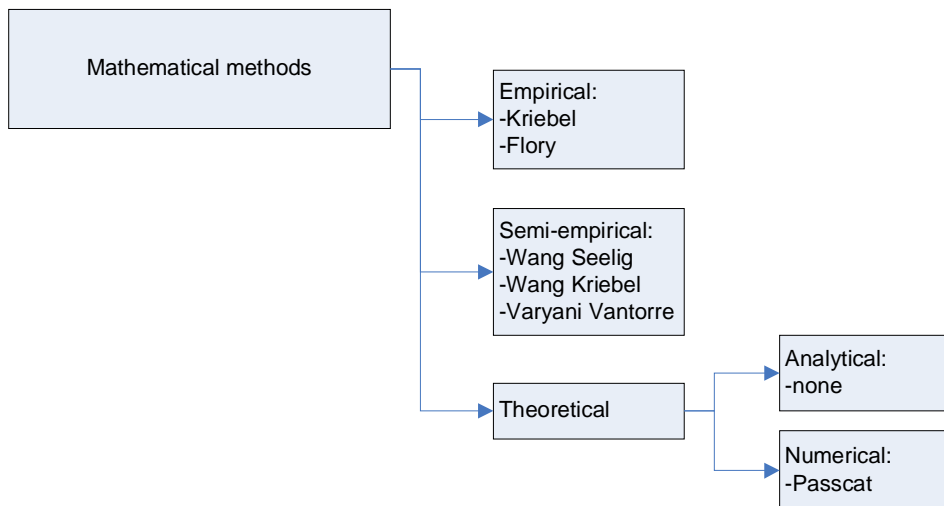 Mathematical methods
Empirical:
-Kriebel
-Flory
Semi-empirical:
-Wang Seelig
-Wang Kriebel
-Varyani Vantorre
Theoretical
Analytical:
-none
Numerical:
-Passcat